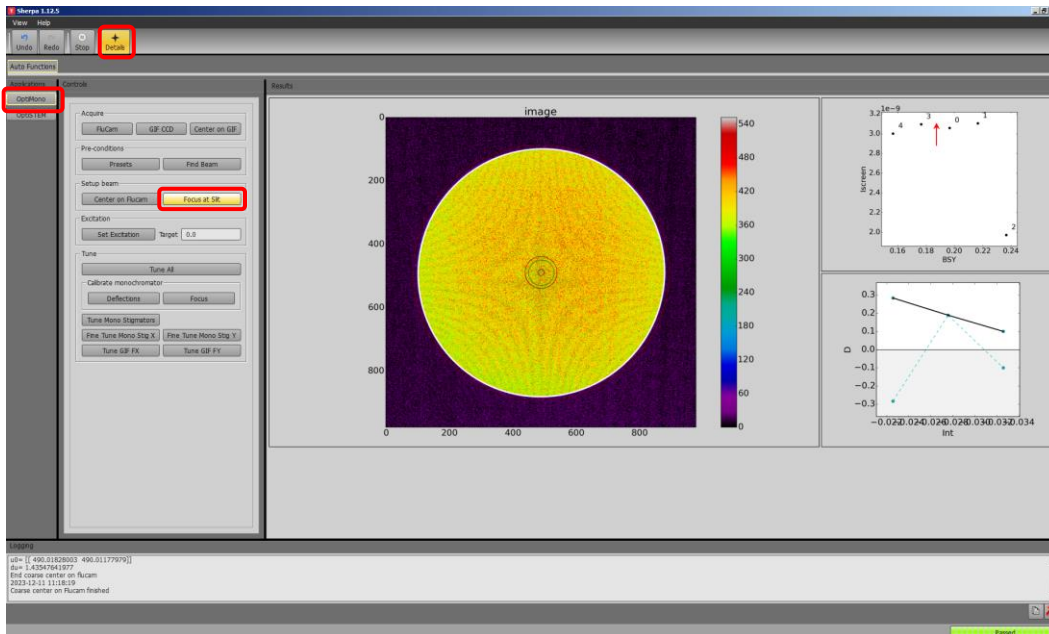 Sherpa 1.12.5
View Help
Undo Redo Stop Details
Auto Functions
Applications
OptiMono
OptiSTEM
Controls
Acquire
FluCam GIF CCD Center on GIF
Pre-conditions
Presets Find Beam
Setup beam
Center on Flucam Focus at Slit
Excitation
Set Excitation Target 0.0
Tune
Tune All
Calibrate monochromator
Deflections Focus
Tune Mono Stigmators
Fine Tune Mono Stig X Fine Tune Mono Stig Y
Tune GIF FX Tune GIF FY
Results
image
0
200
400
600
800
0 200 400 600 800
540
480
420
360
300
240
180
120
60
0
1e-9
3.2
3.0
2.8
2.6
2.4
2.2
2.0
Iscreen
4 3 0 1
2
0.16 0.18 0.20 0.22 0.24
BSY
0.3
0.2
0.1
0.0
−0.1
−0.2
−0.3
D
Int
Logging
u0= [[ 490.01828003 490.01177979]]
du= 1.43547641977
End coarse center on flucam
2023-12-11 11:18:19
Coarse center on Flucam finished
Passed